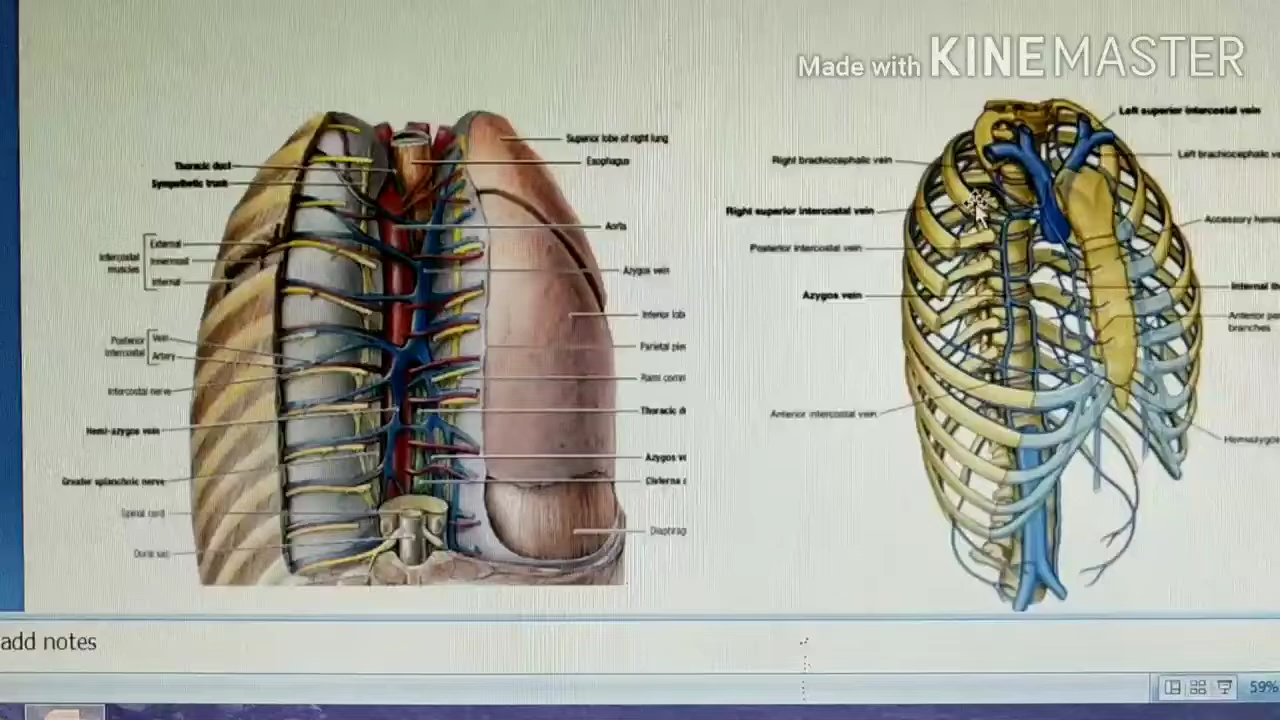 Made with KINEMASTER
Superior lobe of right lung
Esophagus
Thoracic duct
Sympathetic trunk
Aorta
External
Intercostal
muscles
Innermost
Internal
Azygos vein
Inferior lob
Parietal ple
Posterior
intercostal
Vein
Artery
Rami comm
Intercostal nerve
Thoracic d
Hemi-azygos vein
Azygos ve
Greater splanchnic nerve
Cisterna c
Spinal cord
Diaphrag
Dural sac
Left superior intercostal vein
Right brachiocephalic vein
Left brachiocephalic ve
Right superior intercostal vein
Accessory hemi
Posterior intercostal vein
Azygos vein
Internal th
Anterior pe
branches
Anterior intercostal vein
Hemiazygos
add notes
59%